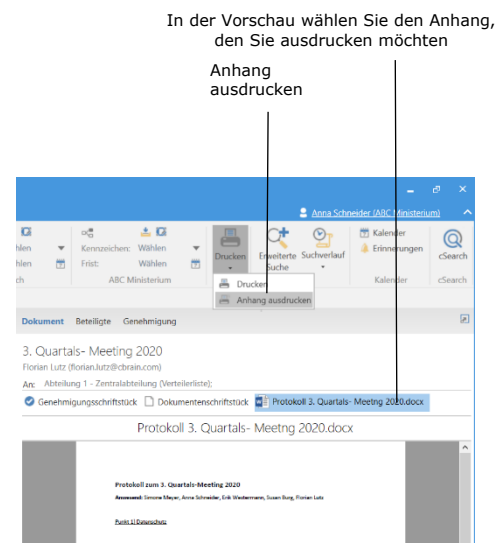 In der Vorschau wählen Sie den Anhang,
den Sie ausdrucken möchten
Anhang
ausdrucken
Anna Schneider (ABC Ministerium)
hlen Kennzeichen: Wählen Kalender
hlen Frist: Wählen Drucken Erweiterte Suchverlauf Erinnerungen cSearch
Suche
ch ABC Ministerium Kalender cSearch
Drucken
Anhang ausdrucken
Dokument Beteiligte Genehmigung
3. Quartals- Meeting 2020
Florian Lutz (florian.lutz@cbrain.com)
An: Abteilung 1 - Zentralabteilung (Verteilerliste);
Genehmigungsschriftstück Dokumentenschriftstück Protokoll 3. Quartals- Meetng 2020.docx
Protokoll 3. Quartals- Meetng 2020.docx
Protokoll zum 3. Quartals-Meeting 2020
Anwesend: Simone Meyer, Anna Schneider, Erik Westermann, Susan Burg, Florian Lutz
Punkt 1) Datenschutz